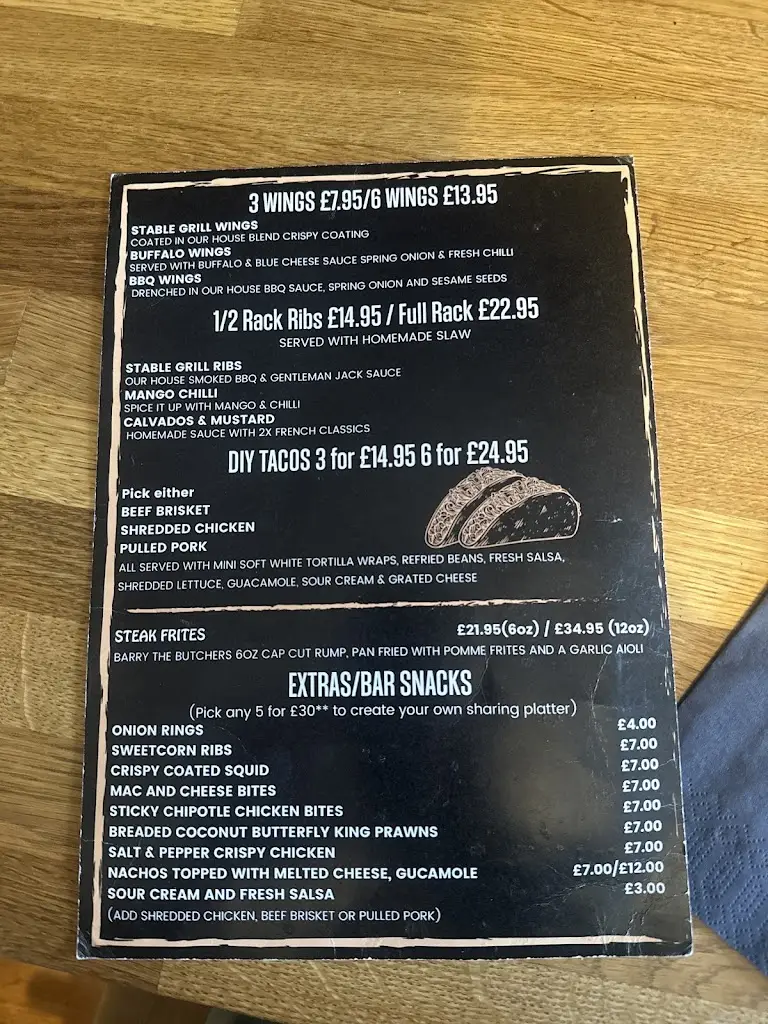 3 WINGS £7.95/6 WINGS £13.95
STABLE GRILL WINGS
COATED IN OUR HOUSE BLEND CRISPY COATING
BUFFALO WINGS
SERVED WITH BUFFALO & BLUE CHEESE SAUCE SPRING ONION & FRESH CHILLI
BBQ WINGS
DRENCHED IN OUR HOUSE BBQ SAUCE, SPRING ONION AND SESAME SEEDS
1/2 Rack Ribs £14.95 / Full Rack £22.95
SERVED WITH HOMEMADE SLAW
STABLE GRILL RIBS
OUR HOUSE SMOKED BBQ & GENTLEMAN JACK SAUCE
MANGO CHILLI
SPICE IT UP WITH MANGO & CHILLI
CALVADOS & MUSTARD
HOMEMADE SAUCE WITH 2X FRENCH CLASSICS
DIY TACOS 3 for £14.95 6 for £24.95
Pick either
BEEF BRISKET
SHREDDED CHICKEN
PULLED PORK
ALL SERVED WITH MINI SOFT WHITE TORTILLA WRAPS, REFRIED BEANS, FRESH SALSA,
SHREDDED LETTUCE, GUACAMOLE, SOUR CREAM & GRATED CHEESE
STEAK FRITES £21.95(6oz) / £34.95 (12oz)
BARRY THE BUTCHERS 6OZ CAP CUT RUMP, PAN FRIED WITH POMME FRITES AND A GARLIC AIOLI
EXTRAS/BAR SNACKS
(Pick any 5 for £30** to create your own sharing platter)
ONION RINGS £4.00
SWEETCORN RIBS £7.00
CRISPY COATED SQUID £7.00
MAC AND CHEESE BITES £7.00
STICKY CHIPOTLE CHICKEN BITES £7.00
BREADED COCONUT BUTTERFLY KING PRAWNS £7.00
SALT & PEPPER CRISPY CHICKEN £7.00
NACHOS TOPPED WITH MELTED CHEESE, GUCAMOLE £7.00/£12.00
SOUR CREAM AND FRESH SALSA £3.00
(ADD SHREDDED CHICKEN, BEEF BRISKET OR PULLED PORK)